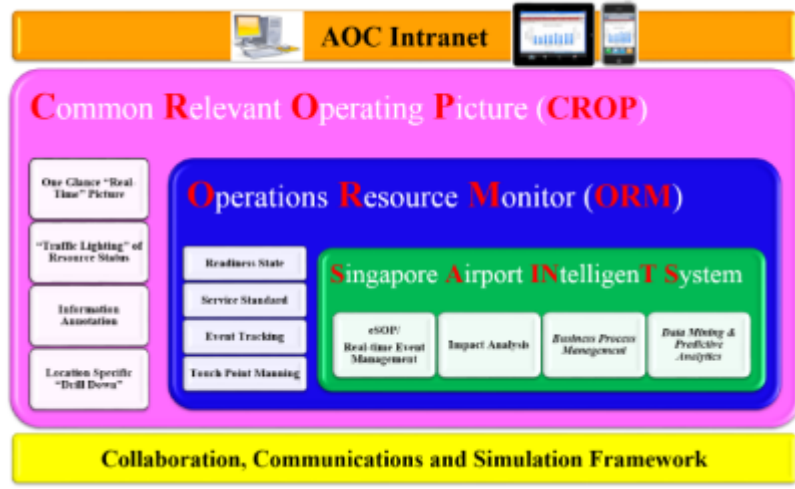 AOC Intranet
Common Relevant Operating Picture (CROP)
One Glance “Real-
Time” Picture
“Traffic Lighting” of
Resource Status
Information
Annotation
Location Specific
“Drill Down”
Operations Resource Monitor (ORM)
Readiness State
Service Standard
Event Tracking
Touch Point Manning
Singapore Airport INtelligenT System
eSOP/
Real-time Event
Management
Impact Analysis
Business Process
Management
Data Mining &
Predictive
Analytics
Collaboration, Communications and Simulation Framework